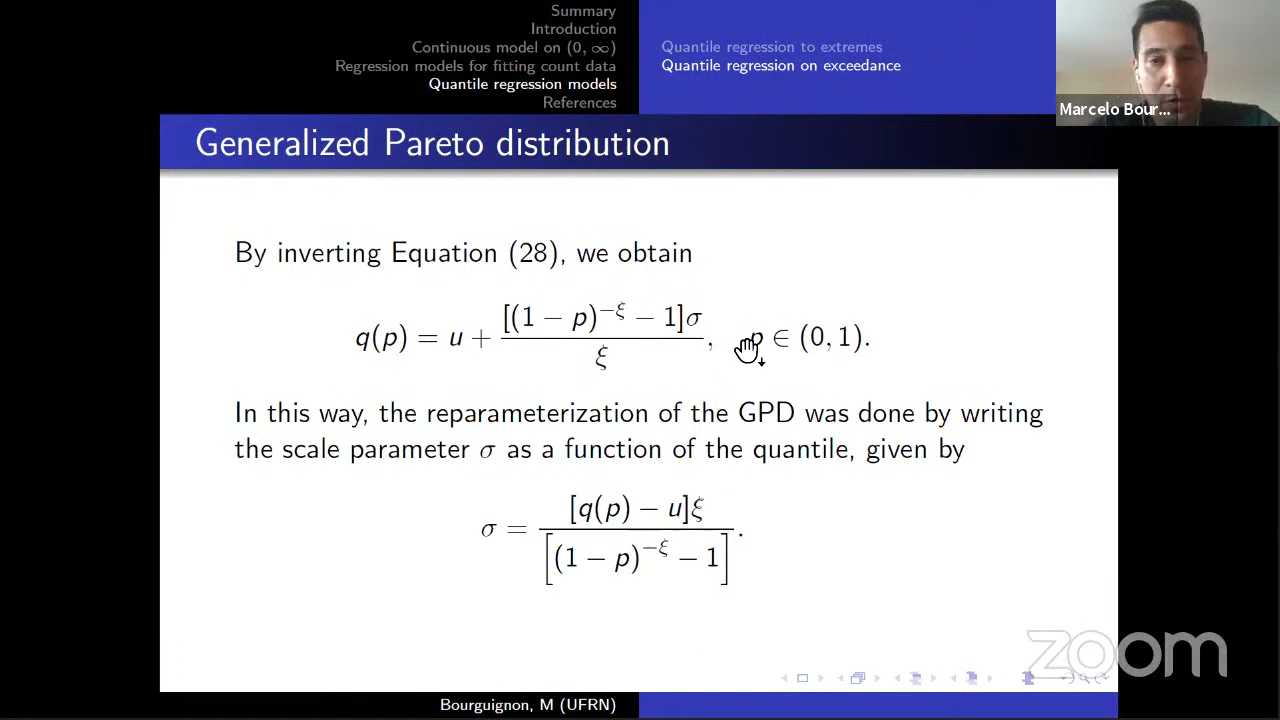 Summary
Introduction
Continuous model on (0, ∞)
Regression models for fitting count data
Quantile regression models
References
Quantile regression to extremes
Quantile regression on exceedance
Marcelo Bour...
Generalized Pareto distribution
By inverting Equation (28), we obtain
q(p) = u + [(1 − p)^{−ξ} − 1]σ / ξ, p ∈ (0, 1).
In this way, the reparameterization of the GPD was done by writing
the scale parameter σ as a function of the quantile, given by
σ = [q(p) − u]ξ / [(1 − p)^{−ξ} − 1].
zoom
Bourguignon, M (UFRN)